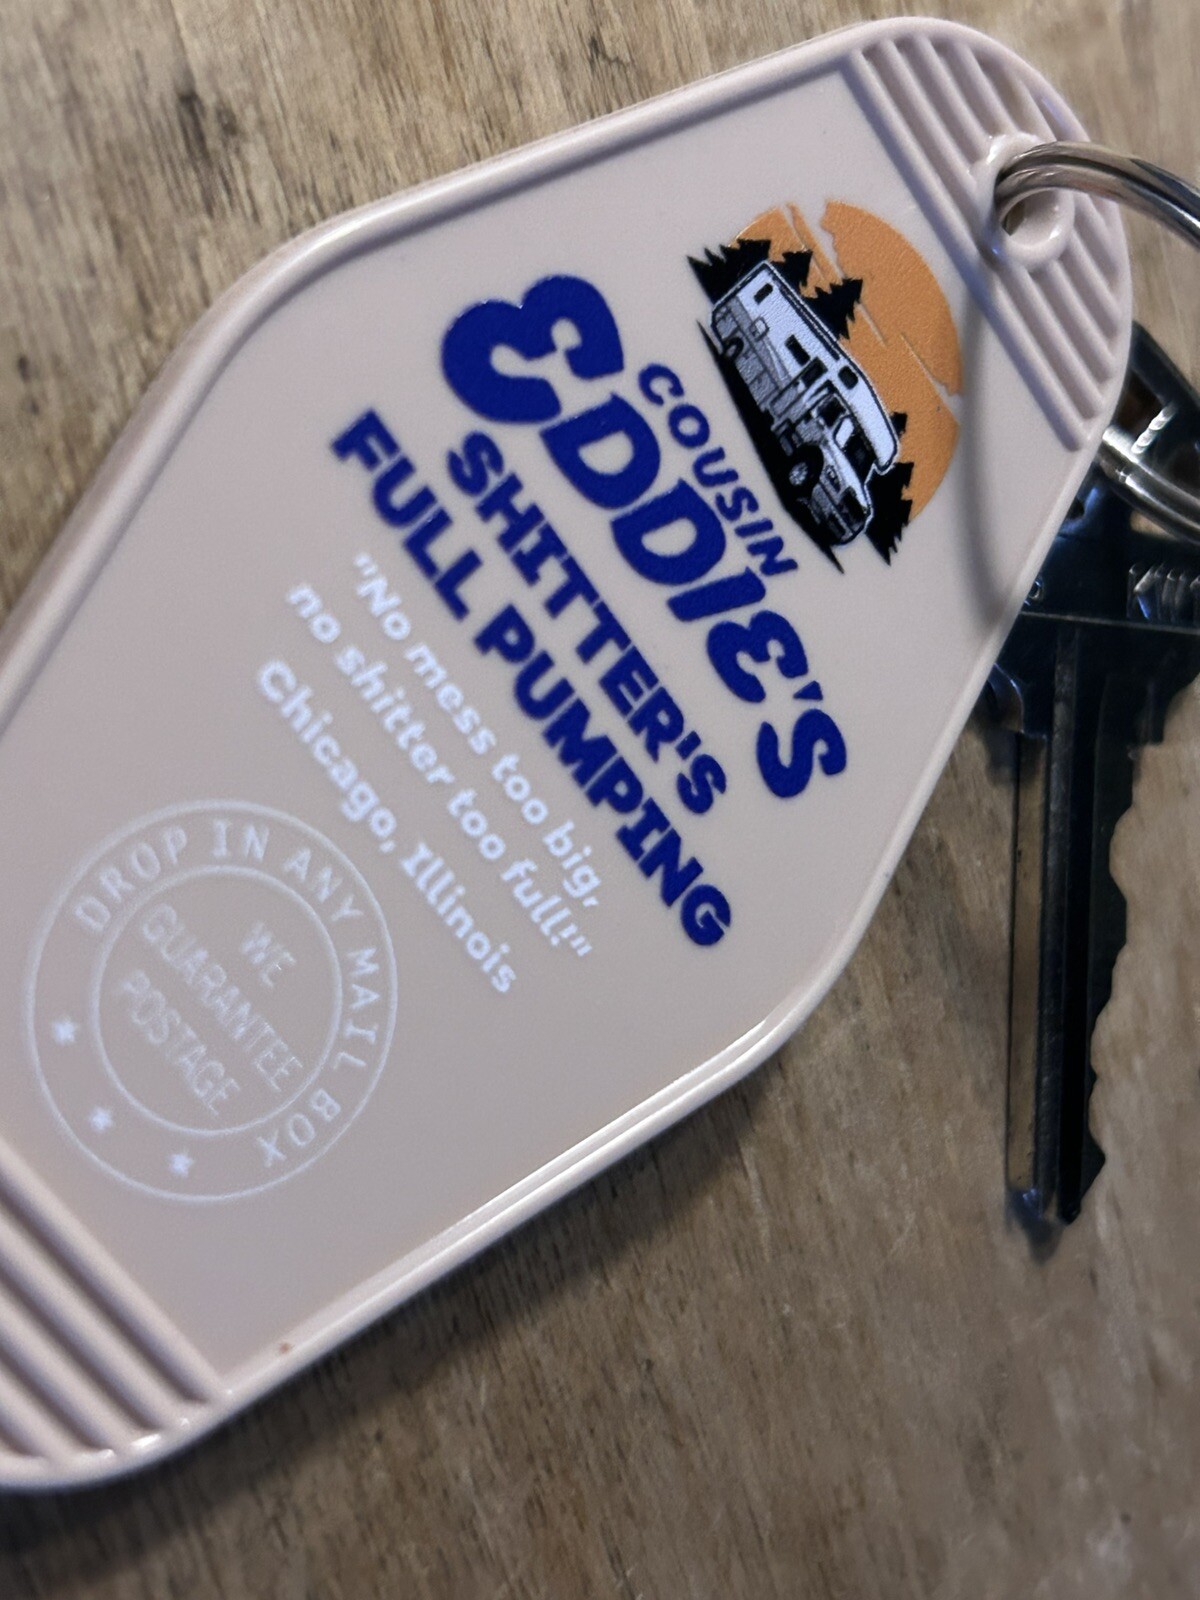 COUSIN
EDDIE'S
SHITTER'S
FULL PUMPING
"No mess too big,
no shitter too full!"
Chicago, Illinois
DROP IN ANY MAIL BOX
WE
GUARANTEE
POSTAGE